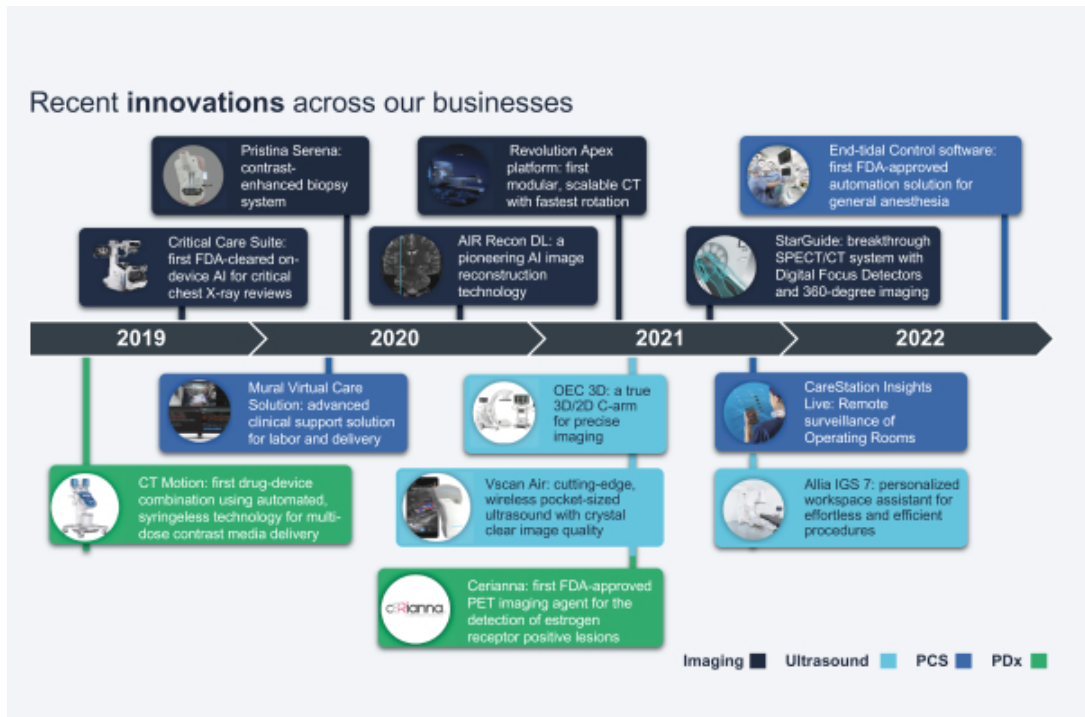 Recent innovations across our businesses
Pristina Serena:
contrast-
enhanced biopsy
system
Revolution Apex
platform: first
modular, scalable CT
with fastest rotation
End-tidal Control software:
first FDA-approved
automation solution for
general anesthesia
Critical Care Suite:
first FDA-cleared on-
device AI for critical
chest X-ray reviews
AIR Recon DL: a
pioneering AI image
reconstruction
technology
StarGuide: breakthrough
SPECT/CT system with
Digital Focus Detectors
and 360-degree imaging
2019
2020
2021
2022
Mural Virtual Care
Solution: advanced
clinical support solution
for labor and delivery
OEC 3D: a true
3D/2D C-arm
for precise
imaging
CareStation Insights
Live: Remote
surveillance of
Operating Rooms
CT Motion: first drug-device
combination using automated,
syringeless technology for multi-
dose contrast media delivery
Vscan Air: cutting-edge,
wireless pocket-sized
ultrasound with crystal
clear image quality
Allia IGS 7: personalized
workspace assistant for
effortless and efficient
procedures
cerianna
Cerianna: first FDA-approved
PET imaging agent for the
detection of estrogen
receptor positive lesions
Imaging Ultrasound PCS PDx